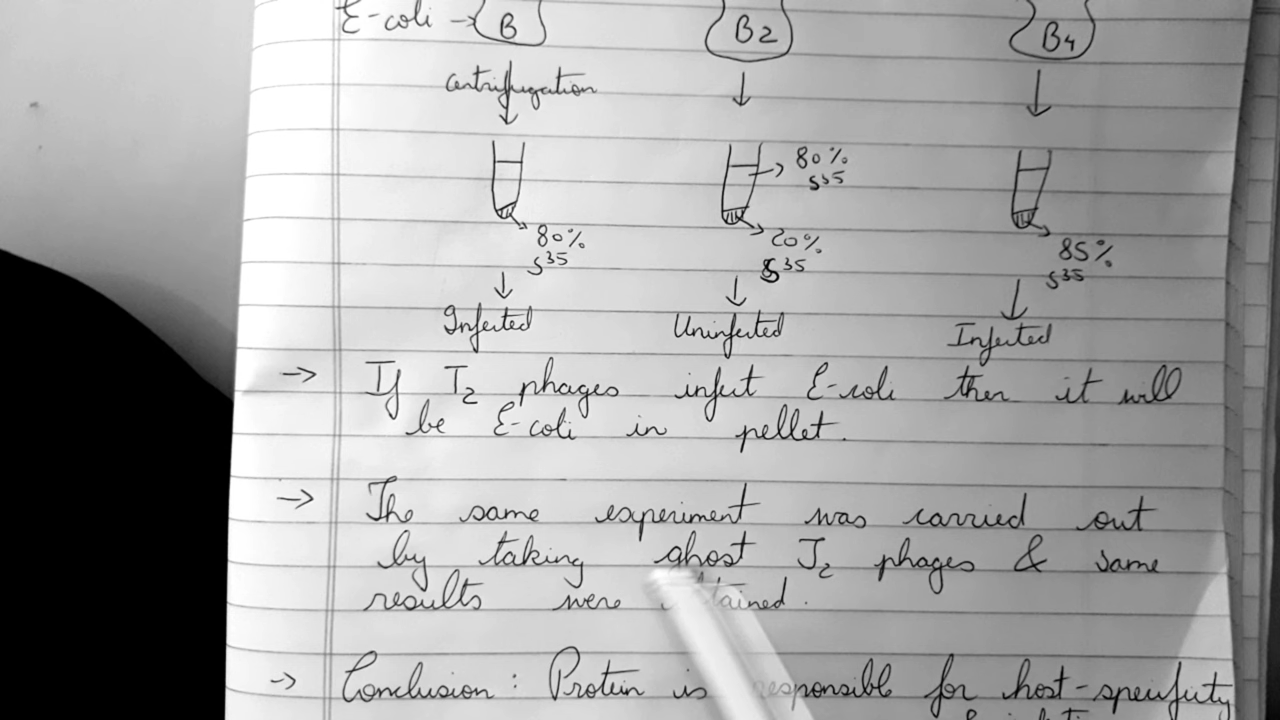 E-coli → B B2 B4
Centrifugation
80%
S35
80% 20% 85%
S35 S35 S35
Infected Uninfected Infected
→ If T2 phages infect E-coli then it will
be E-coli in pellet.
→ The same experiment was carried out
by taking ghost T2 phages & same
results were
→ Conclusion: Protein is responsible for host-specificity